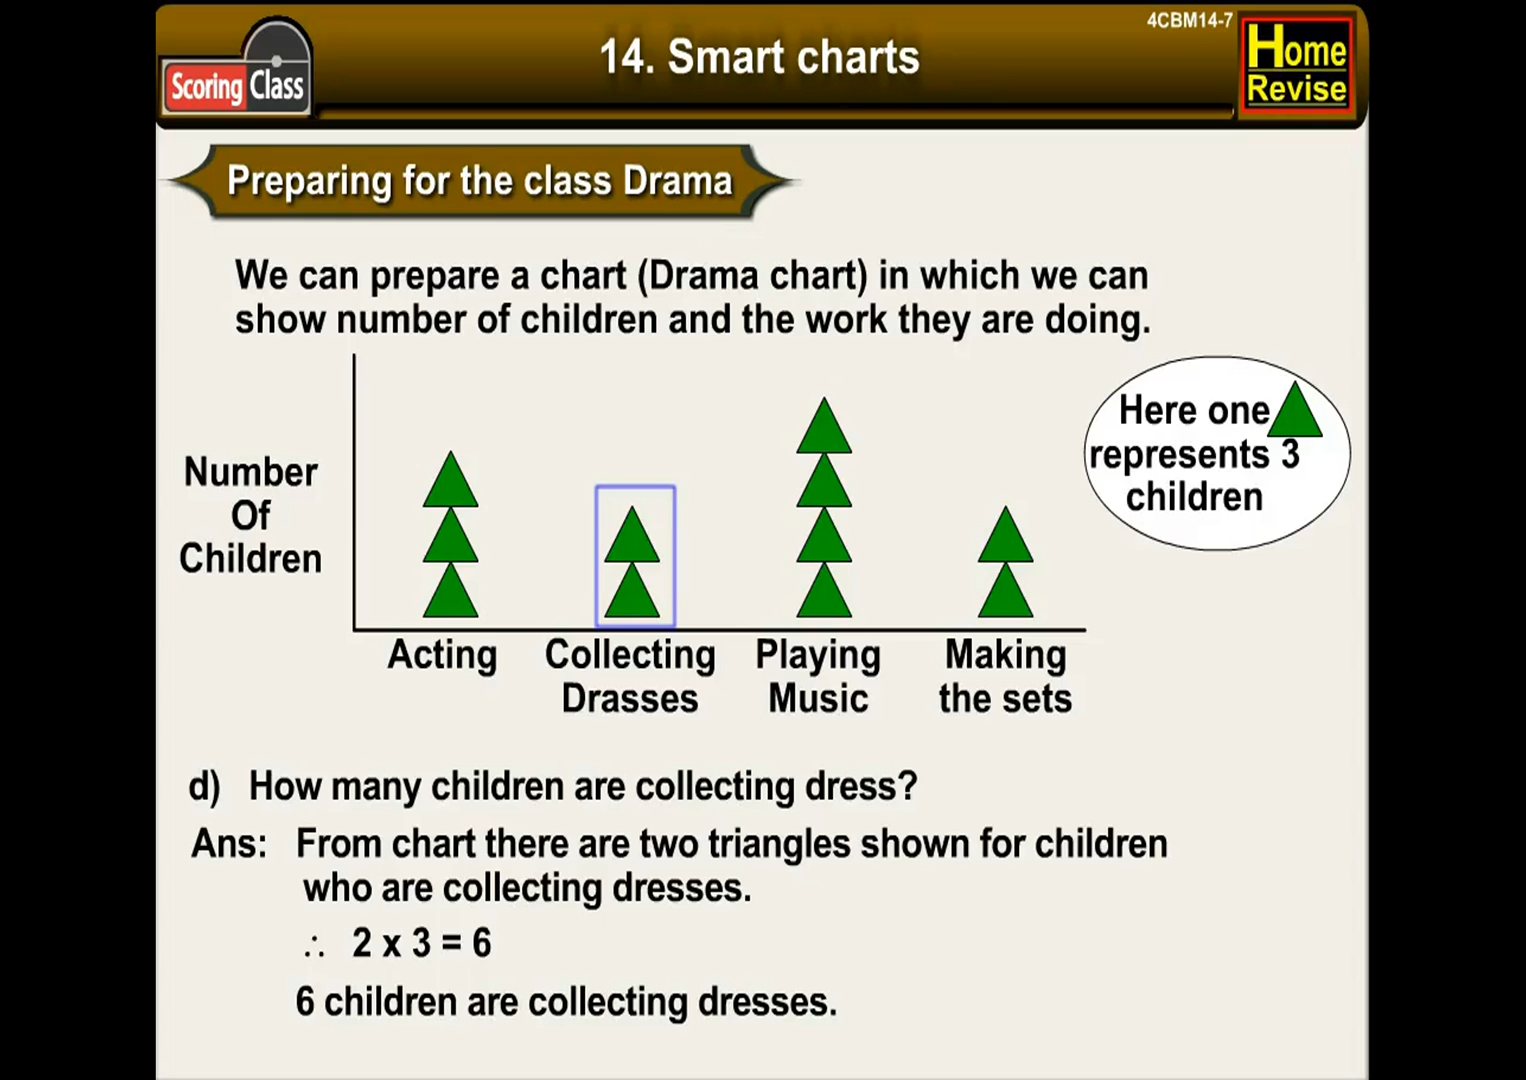 4CBM14-7
14. Smart charts
Scoring Class
Home
Revise
Preparing for the class Drama
We can prepare a chart (Drama chart) in which we can
show number of children and the work they are doing.
Here one
represents 3
children
Number
Of
Children
Acting
Collecting
Drasses
Playing
Music
Making
the sets
d) How many children are collecting dress?
Ans: From chart there are two triangles shown for children
who are collecting dresses.
∴ 2 x 3 = 6
6 children are collecting dresses.